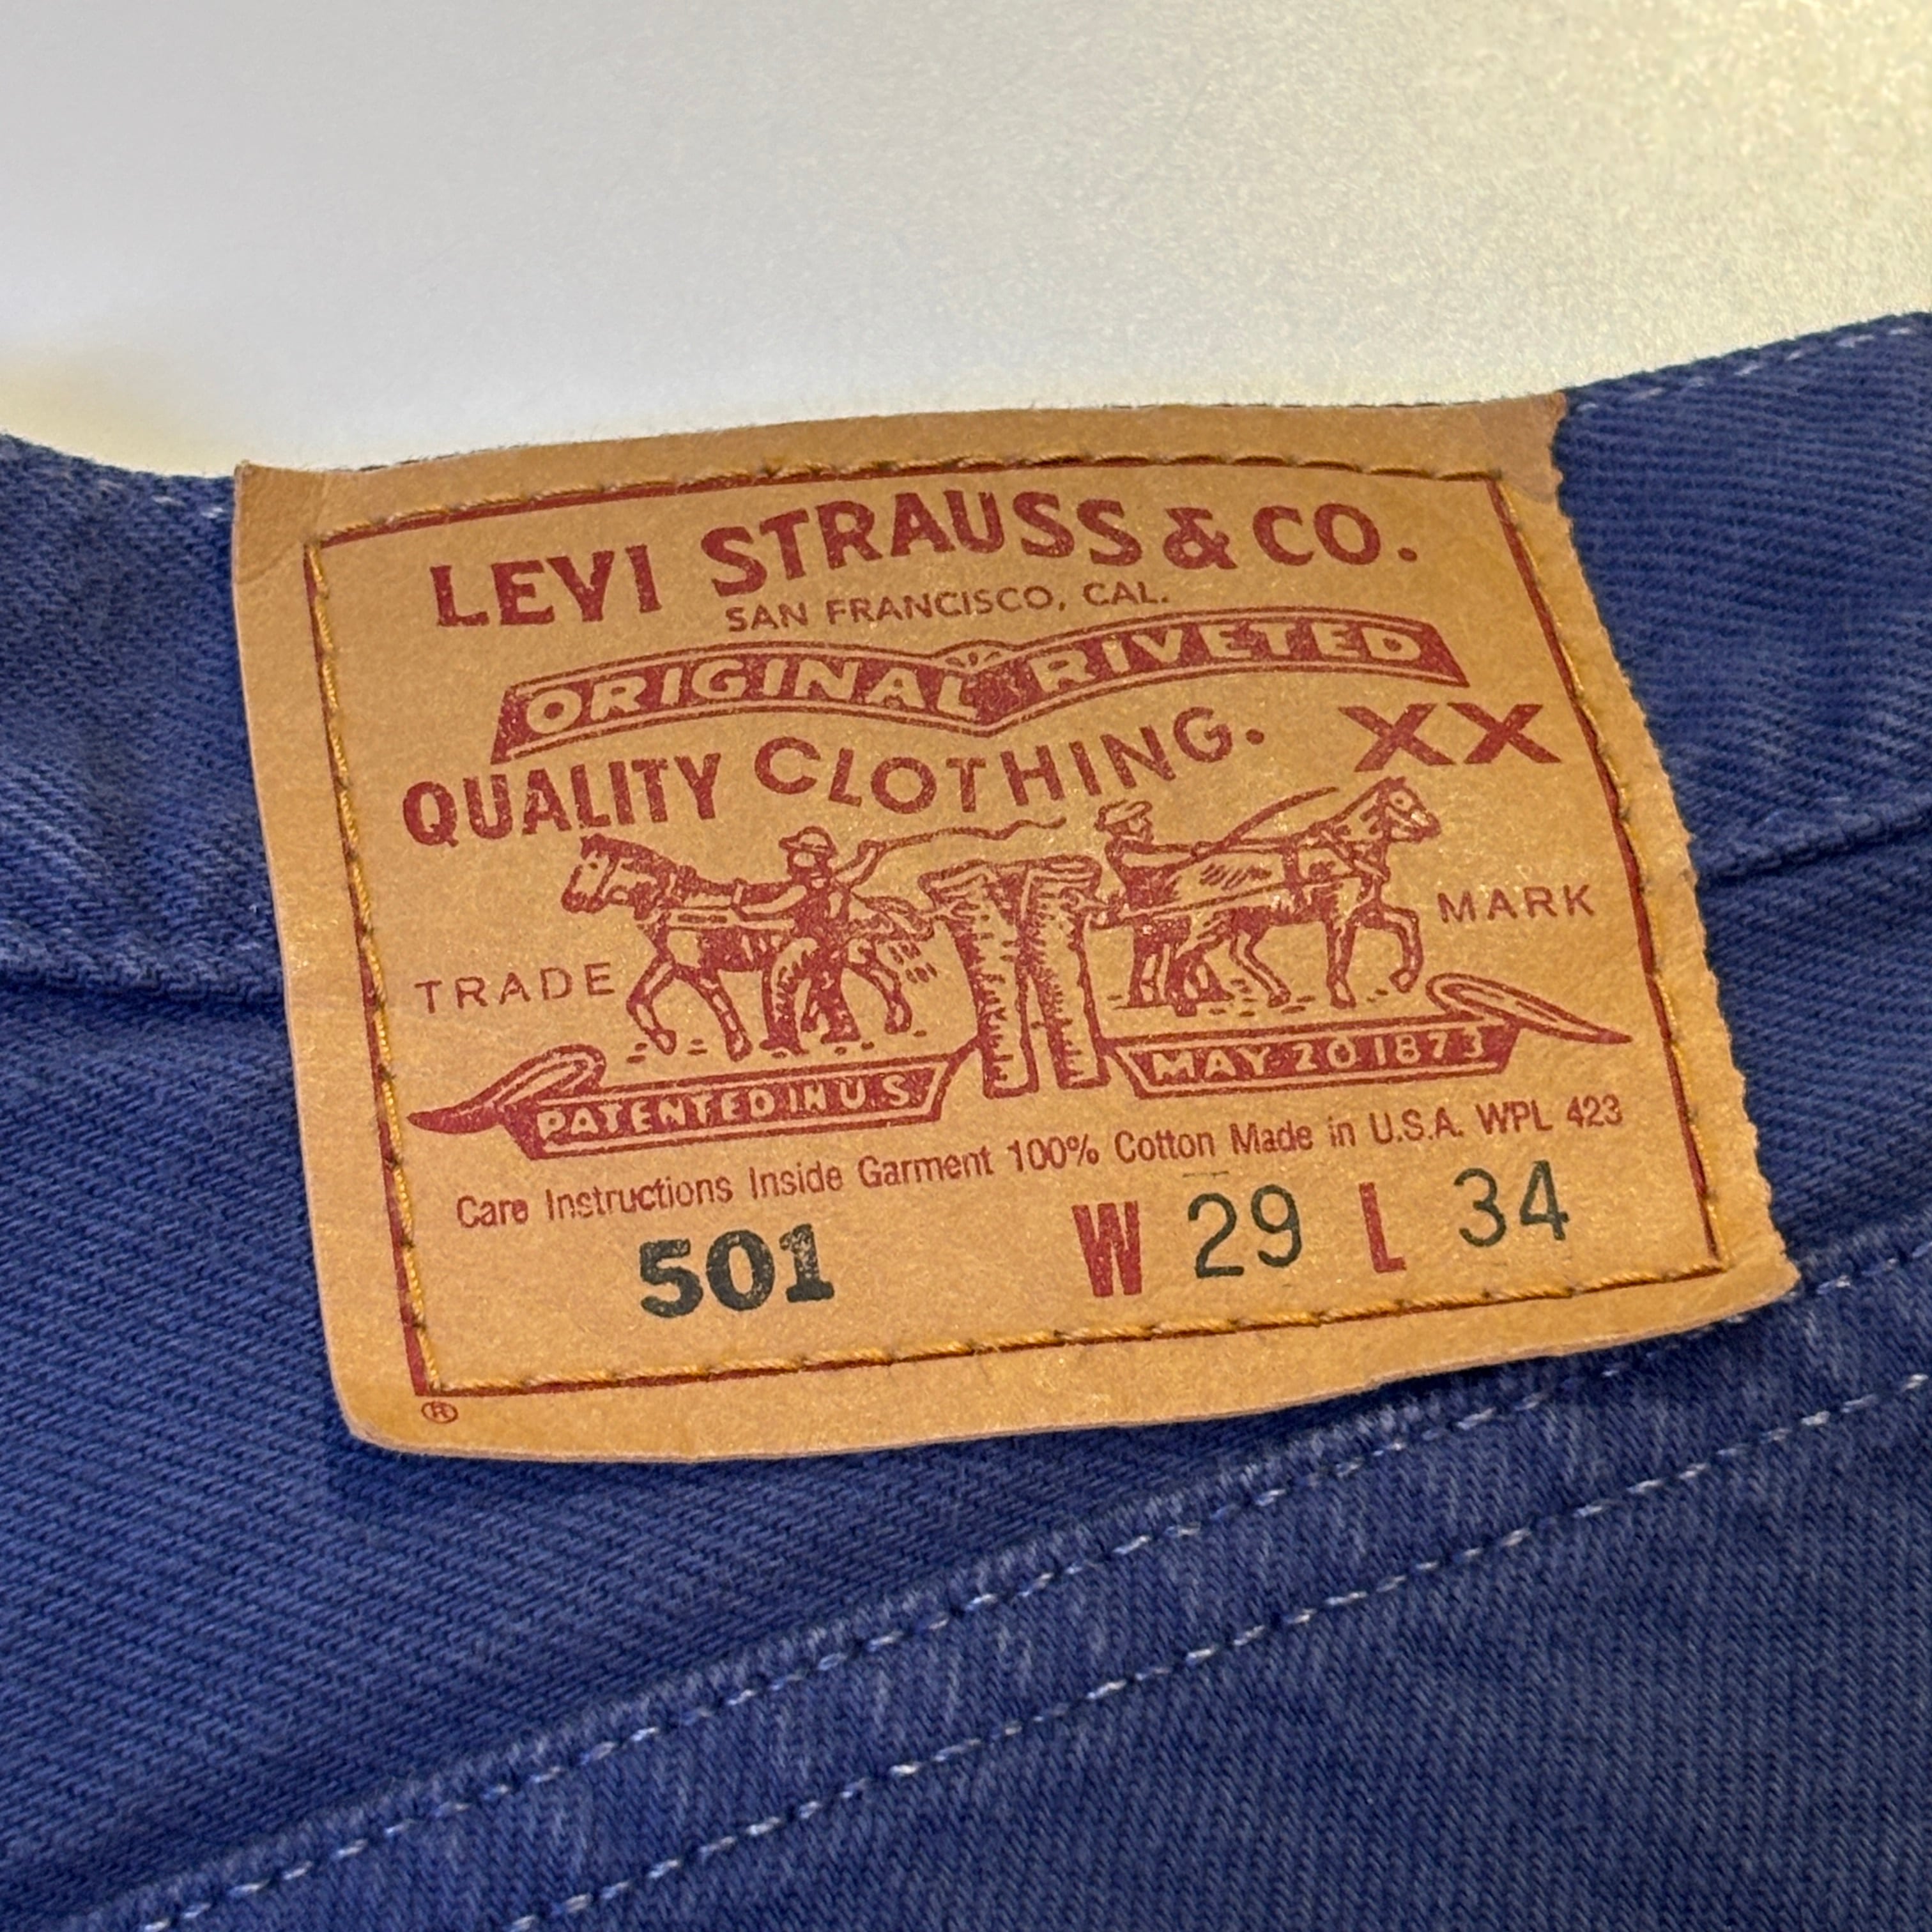 LEVI STRAUSS & CO.
SAN FRANCISCO, CAL.
ORIGINAL RIVETED
QUALITY CLOTHING. XX
TRADE MARK
PATENTED IN U.S. MAY 20 1873
Care Instructions Inside Garment 100% Cotton Made in U.S.A. WPL 423
501 W 29 L 34
®